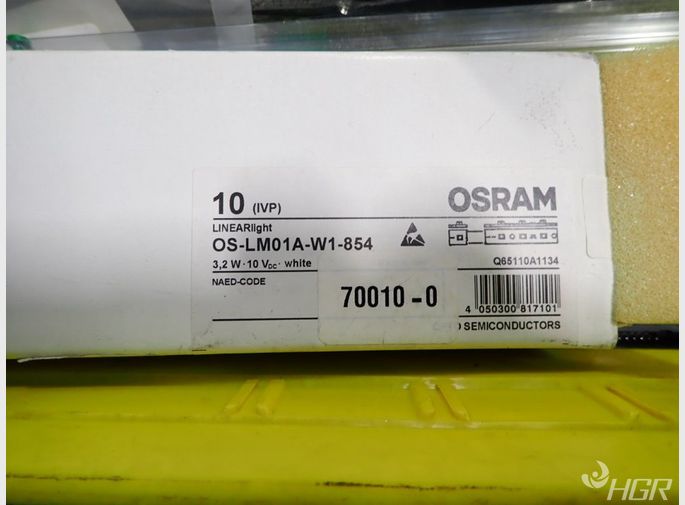 10 (IVP)
OSRAM
LINEARlight
OS-LM01A-W1-854
3,2 W·10 VDC· white
Q65110A1134
NAED-CODE
70010-0
4 050300 817101
SEMICONDUCTORS
HGR